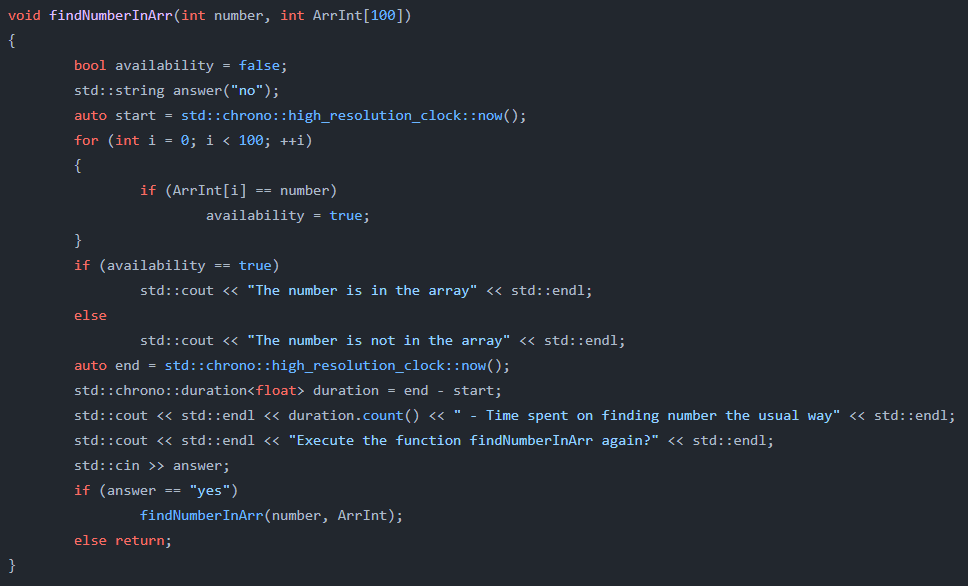 void findNumberInArr(int number, int ArrInt[100])
{
        bool availability = false;
        std::string answer("no");
        auto start = std::chrono::high_resolution_clock::now();
        for (int i = 0; i < 100; ++i)
        {
                if (ArrInt[i] == number)
                        availability = true;
        }
        if (availability == true)
                std::cout << "The number is in the array" << std::endl;
        else
                std::cout << "The number is not in the array" << std::endl;
        auto end = std::chrono::high_resolution_clock::now();
        std::chrono::duration<float> duration = end - start;
        std::cout << std::endl << duration.count() << " - Time spent on finding number the usual way" << std::endl;
        std::cout << std::endl << "Execute the function findNumberInArr again?" << std::endl;
        std::cin >> answer;
        if (answer == "yes")
                findNumberInArr(number, ArrInt);
        else return;
}